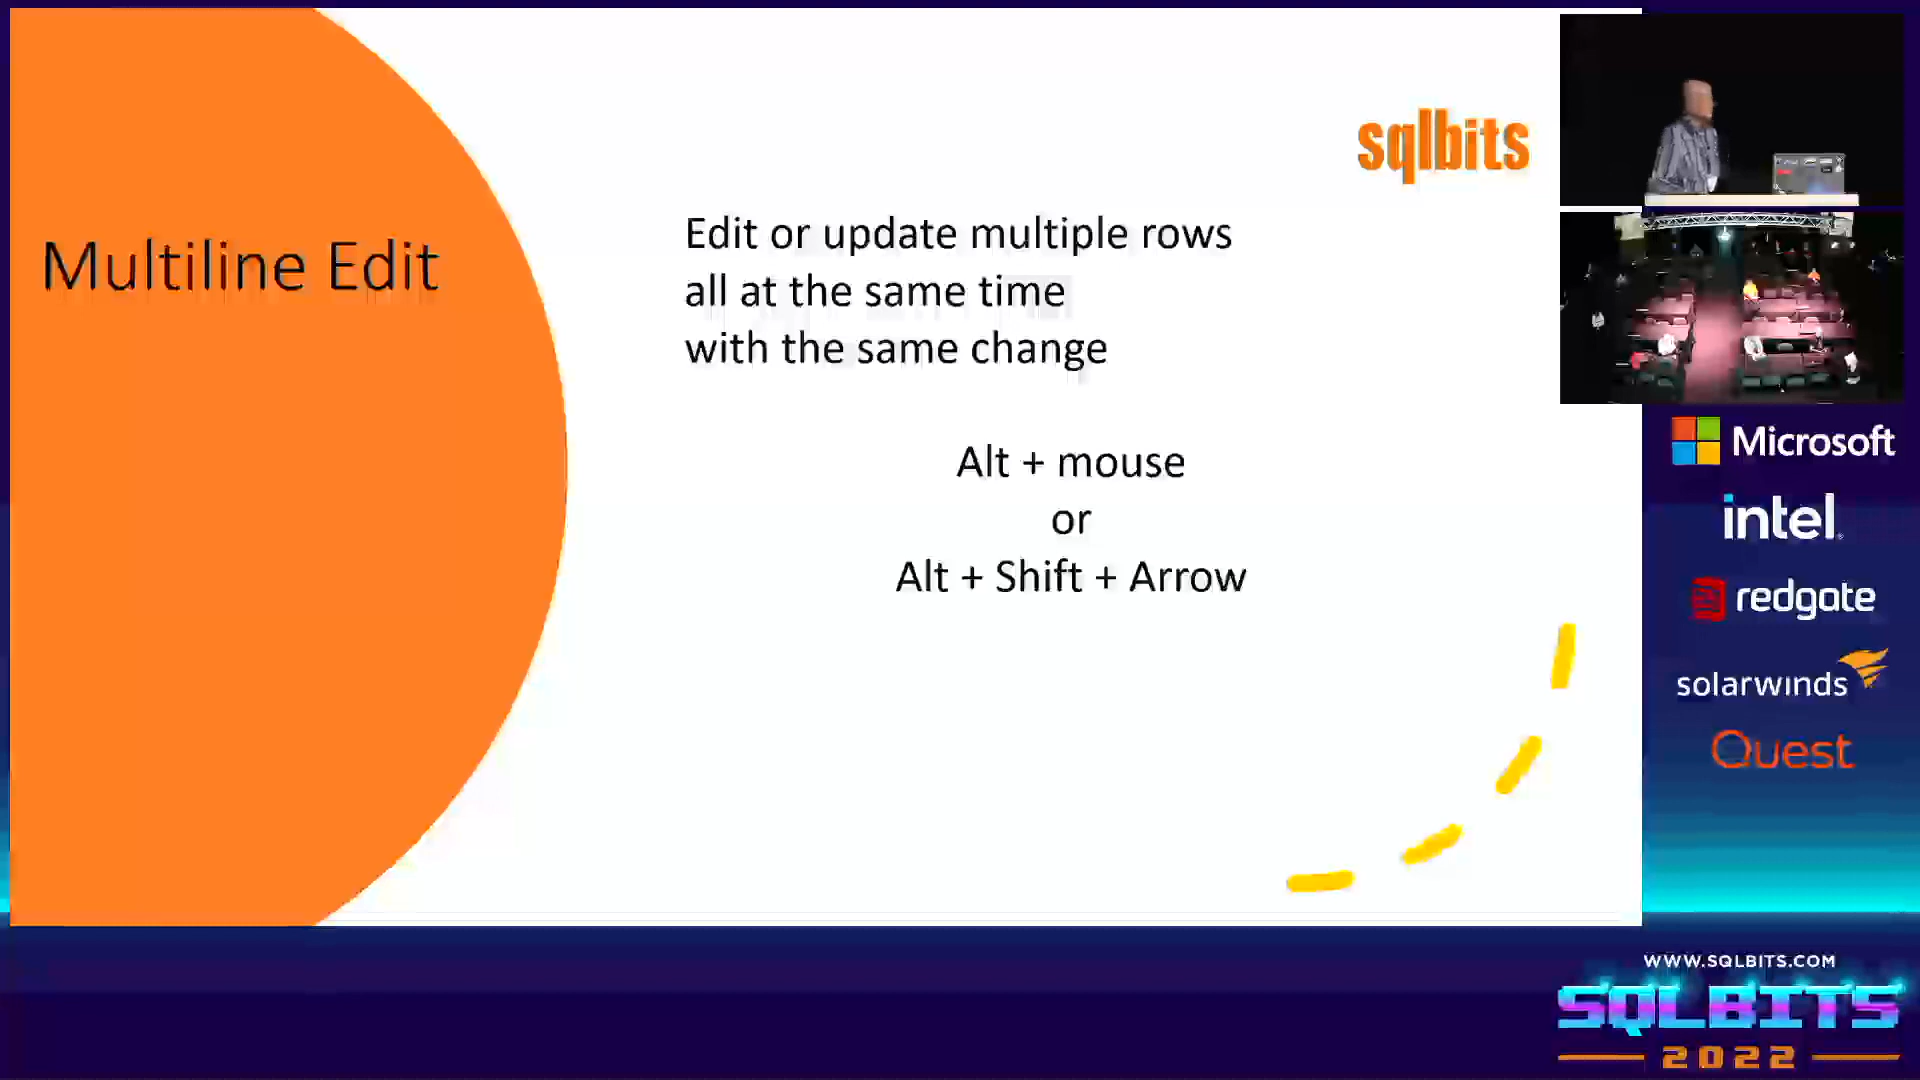 Multiline Edit
sqlbits
Edit or update multiple rows
all at the same time
with the same change
Alt + mouse
or
Alt + Shift + Arrow
Microsoft
intel.
redgate
solarwinds
Quest
WWW.SQLBITS.COM
SQLBITS
2022